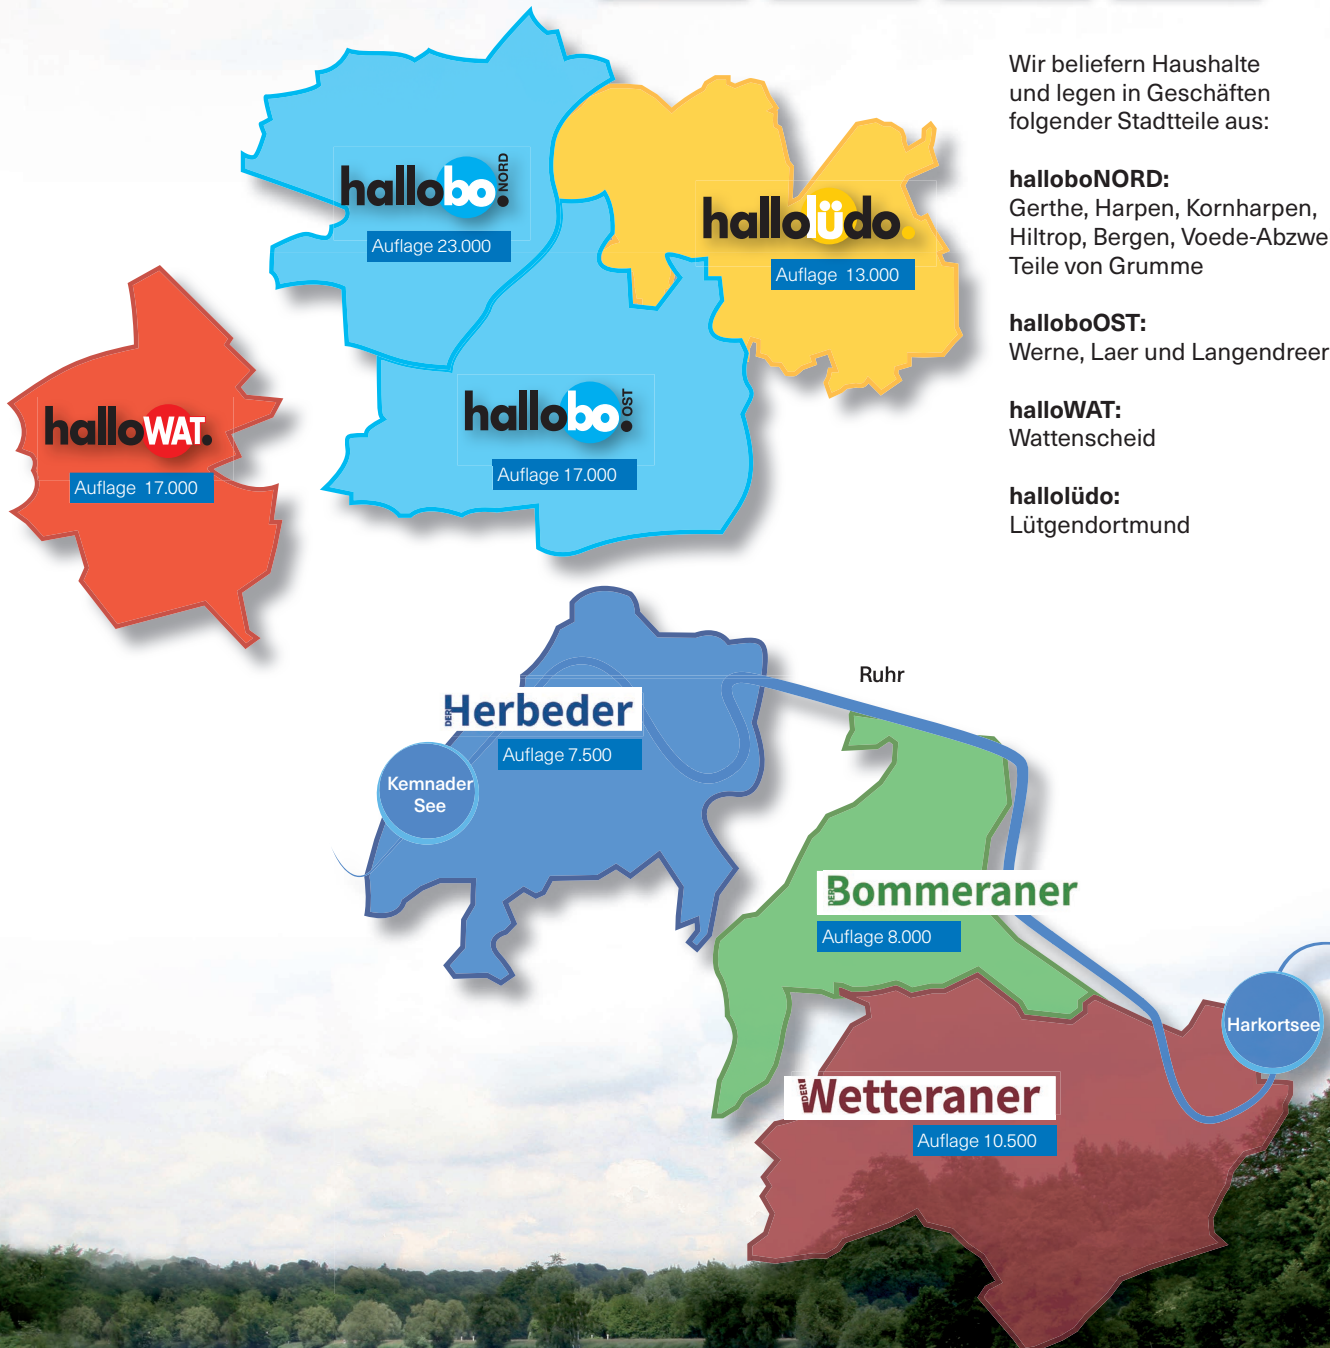 hallobo.NORD
Auflage 23.000
hallolüdo.
Auflage 13.000
halloWAT.
Auflage 17.000
hallobo.OST
Auflage 17.000
Wir beliefern Haushalte
und legen in Geschäften
folgender Stadtteile aus:
halloboNORD:
Gerthe, Harpen, Kornharpen,
Hiltrop, Bergen, Voede-Abzwe
Teile von Grumme
halloboOST:
Werne, Laer und Langendreer
halloWAT:
Wattenscheid
hallolüdo:
Lütgendortmund
Ruhr
DER Herbeder
Auflage 7.500
Kemnader
See
DER Bommeraner
Auflage 8.000
Harkortsee
DER Wetteraner
Auflage 10.500